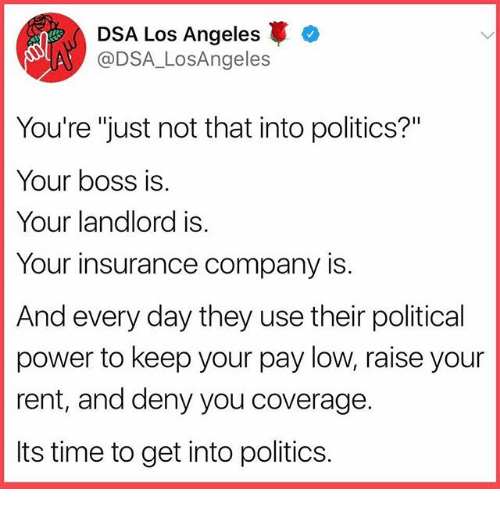 DSA Los Angeles
@DSA_LosAngeles
You're "just not that into politics?"
Your boss is.
Your landlord is.
Your insurance company is.
And every day they use their political
power to keep your pay low, raise your
rent, and deny you coverage.
Its time to get into politics.